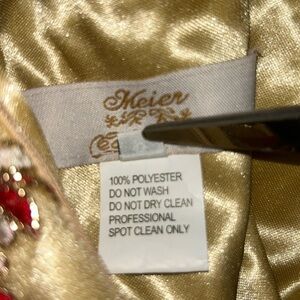 Meier
100% POLYESTER
DO NOT WASH
DO NOT DRY CLEAN
PROFESSIONAL
SPOT CLEAN ONLY